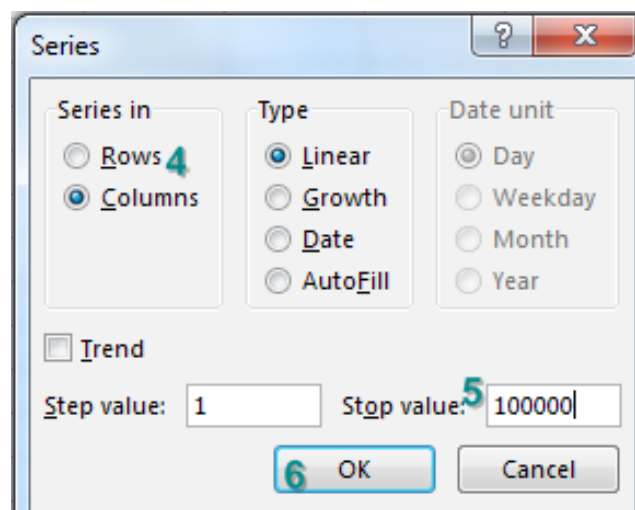 Series ?
Series in Type Date unit
Rows 4 Linear Day
Columns Growth Weekday
Date Month
AutoFill Year
Trend
Step value: 1 Stop value: 5 100000
6 OK Cancel